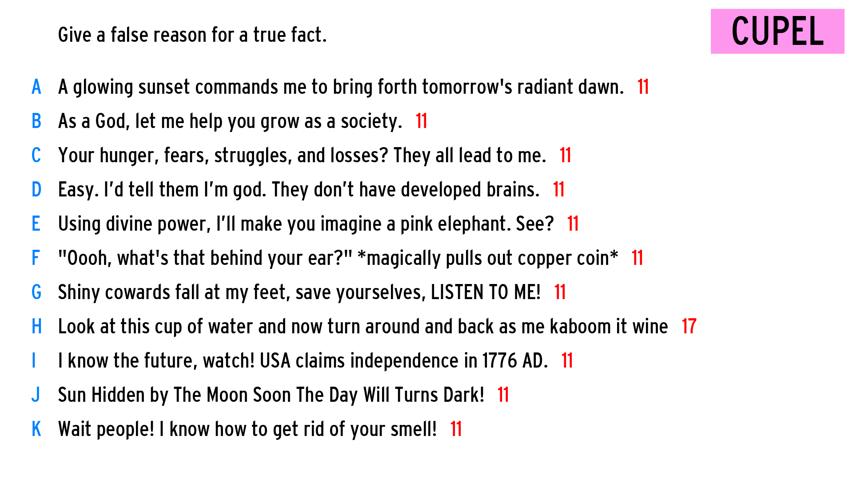 Give a false reason for a true fact.
CUPEL
A A glowing sunset commands me to bring forth tomorrow's radiant dawn. 11
B As a God, let me help you grow as a society. 11
C Your hunger, fears, struggles, and losses? They all lead to me. 11
D Easy. I'd tell them I'm god. They don't have developed brains. 11
E Using divine power, I'll make you imagine a pink elephant. See? 11
F "Oooh, what's that behind your ear?" *magically pulls out copper coin* 11
G Shiny cowards fall at my feet, save yourselves, LISTEN TO ME! 11
H Look at this cup of water and now turn around and back as me kaboom it wine 17
I I know the future, watch! USA claims independence in 1776 AD. 11
J Sun Hidden by The Moon Soon The Day Will Turns Dark! 11
K Wait people! I know how to get rid of your smell! 11